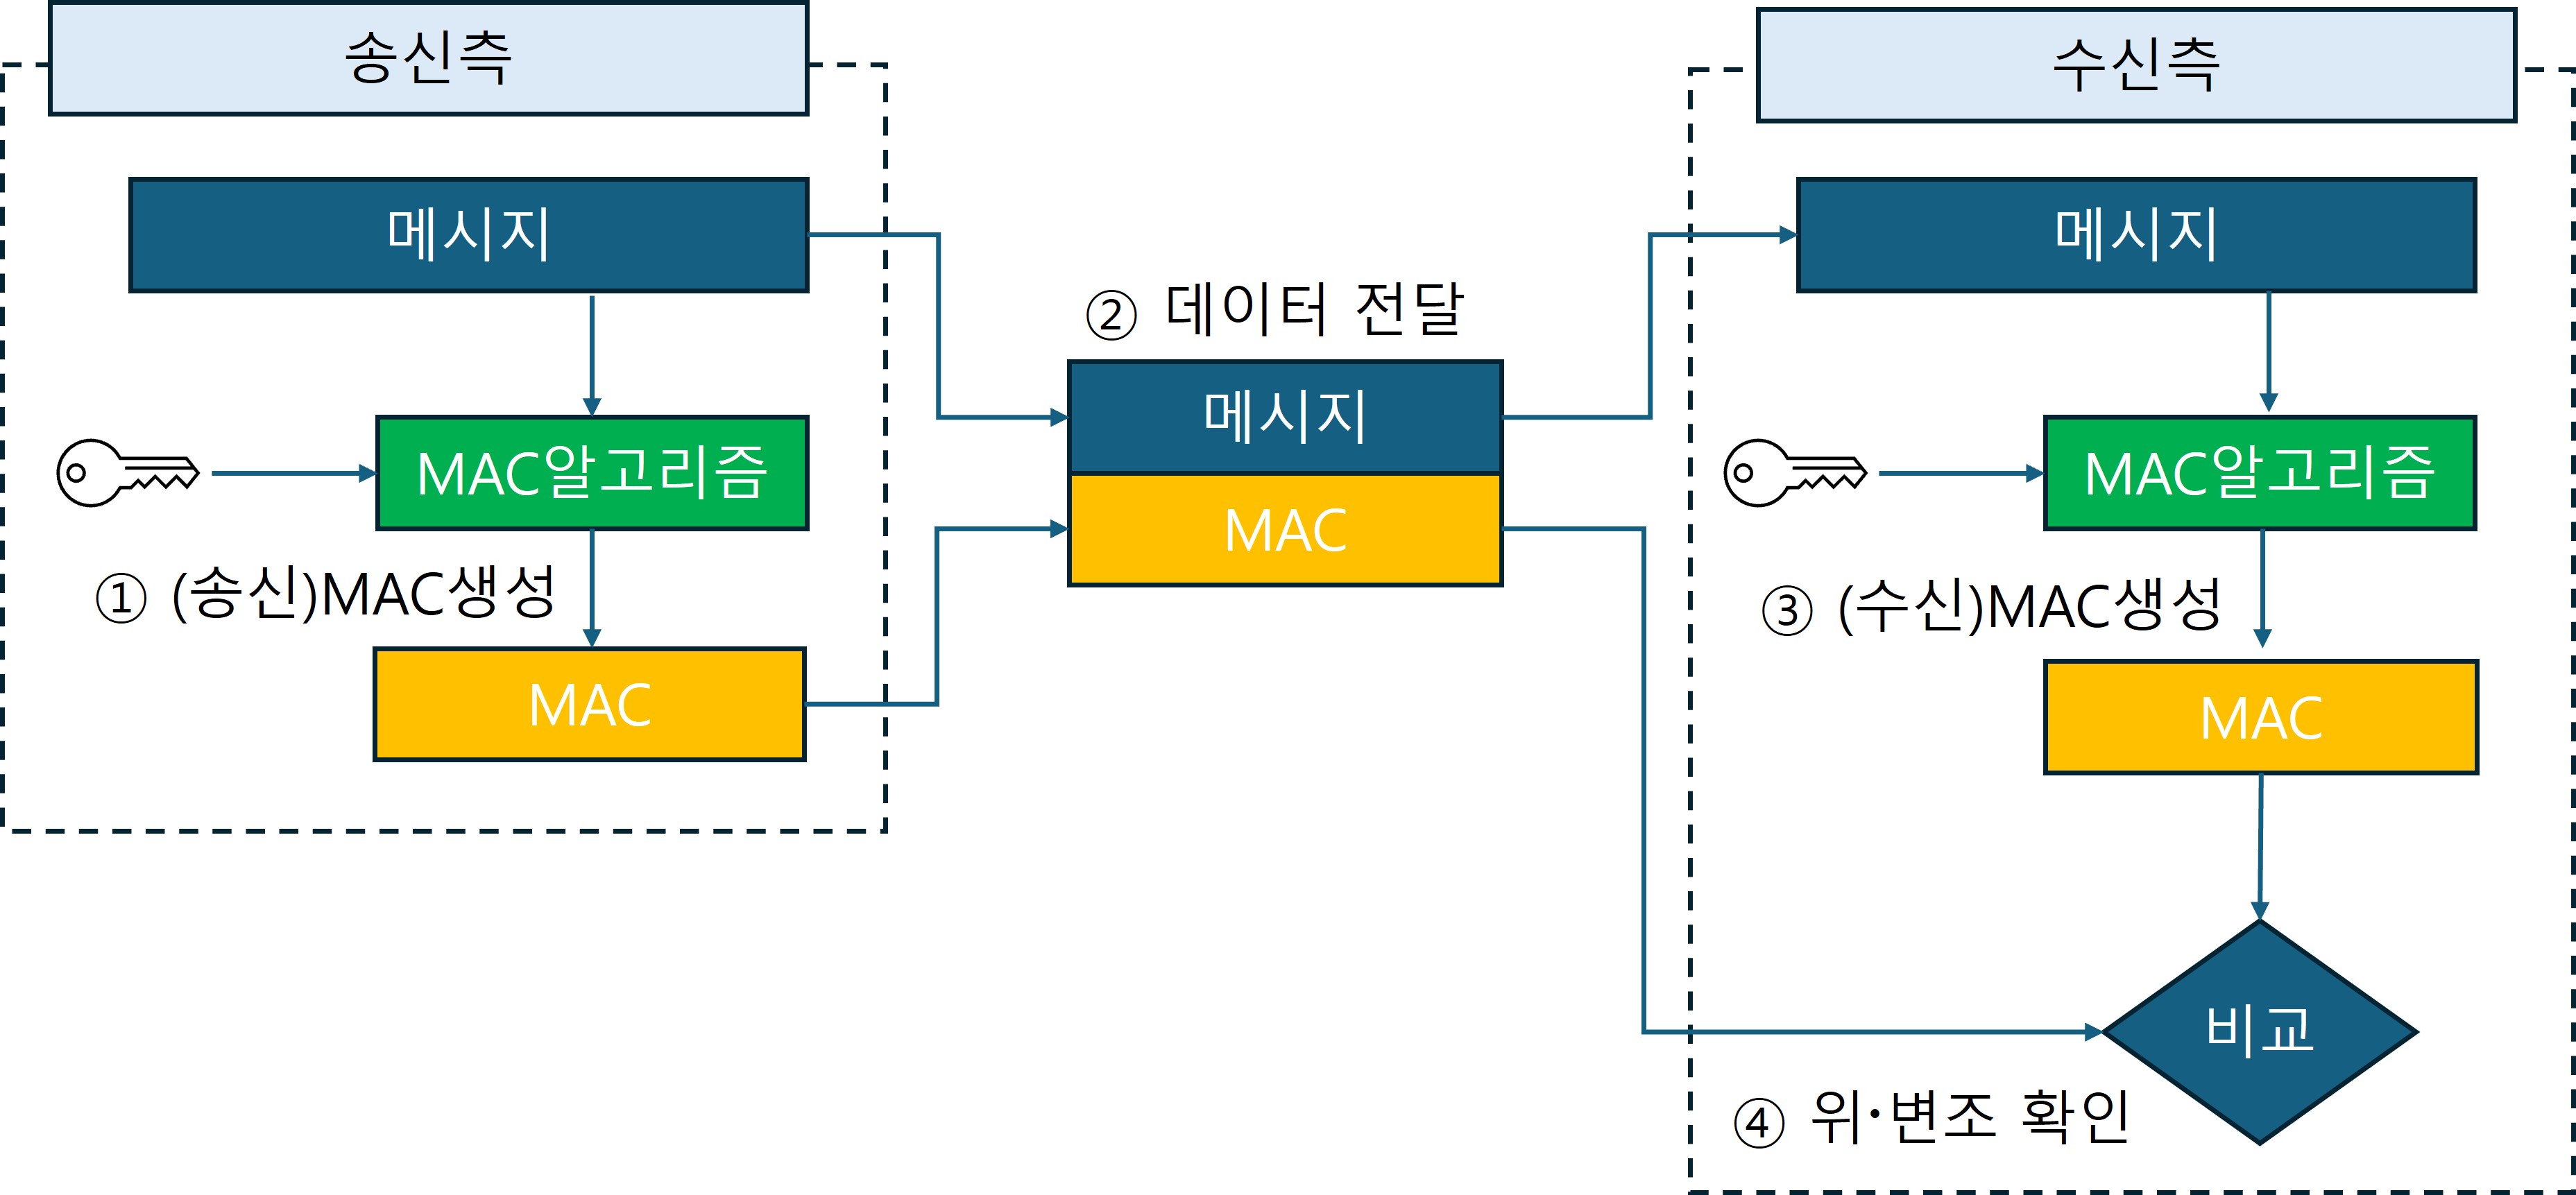 송신측
메시지
MAC알고리즘
① (송신)MAC생성
MAC
② 데이터 전달
메시지
MAC
수신측
메시지
MAC알고리즘
③ (수신)MAC생성
MAC
비교
④ 위·변조 확인